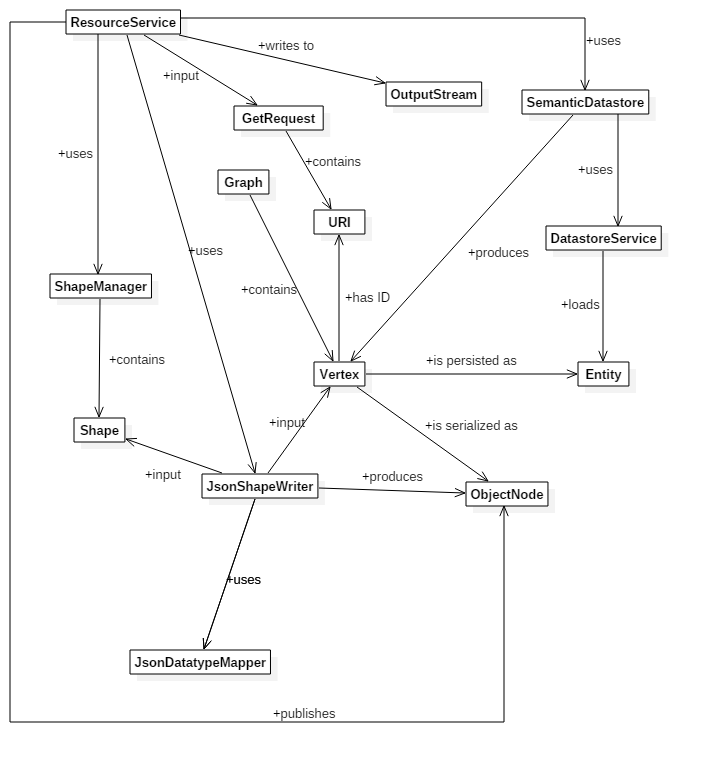 ResourceService
+uses
+writes to
+input
OutputStream
SemanticDatastore
GetRequest
+uses
+contains
+uses
Graph
URI
DatastoreService
+uses
+produces
ShapeManager
+contains
+has ID
+loads
+contains
+is persisted as
Vertex
Entity
+input
+is serialized as
Shape
+input
+produces
JsonShapeWriter
ObjectNode
+uses
JsonDatatypeMapper
+publishes